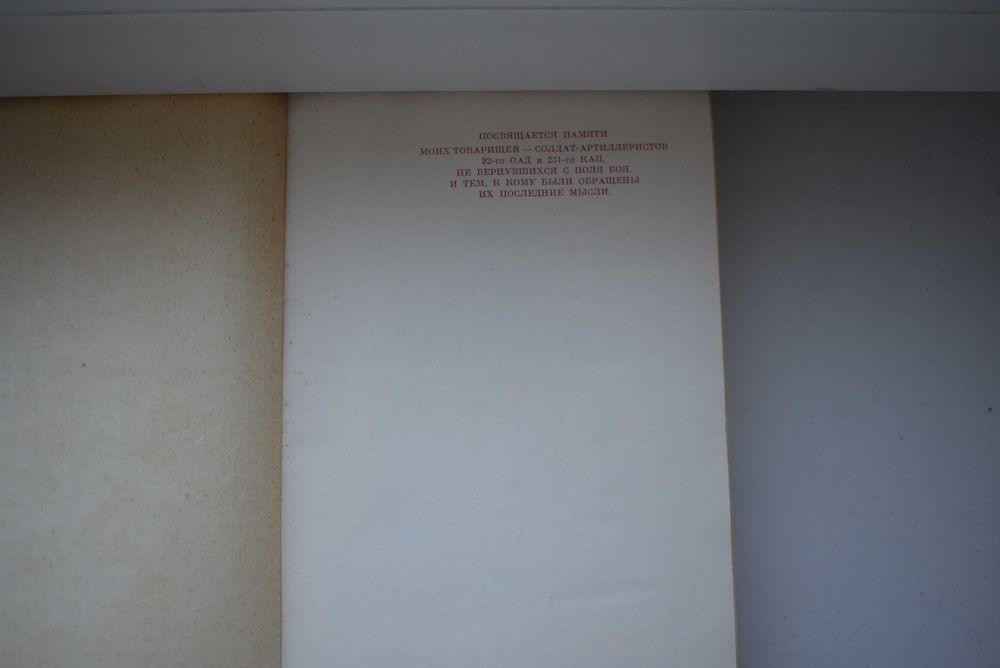 ПОСВЯЩАЕТСЯ ПАМЯТИ
МОИХ ТОВАРИЩЕЙ — СОЛДАТ-АРТИЛЛЕРИСТОВ
92-го ОАД и 231-го КАП,
НЕ ВЕРНУВШИХСЯ С ПОЛЯ БОЯ,
И ТЕМ, К КОМУ БЫЛИ ОБРАЩЕНЫ
ИХ ПОСЛЕДНИЕ МЫСЛИ.